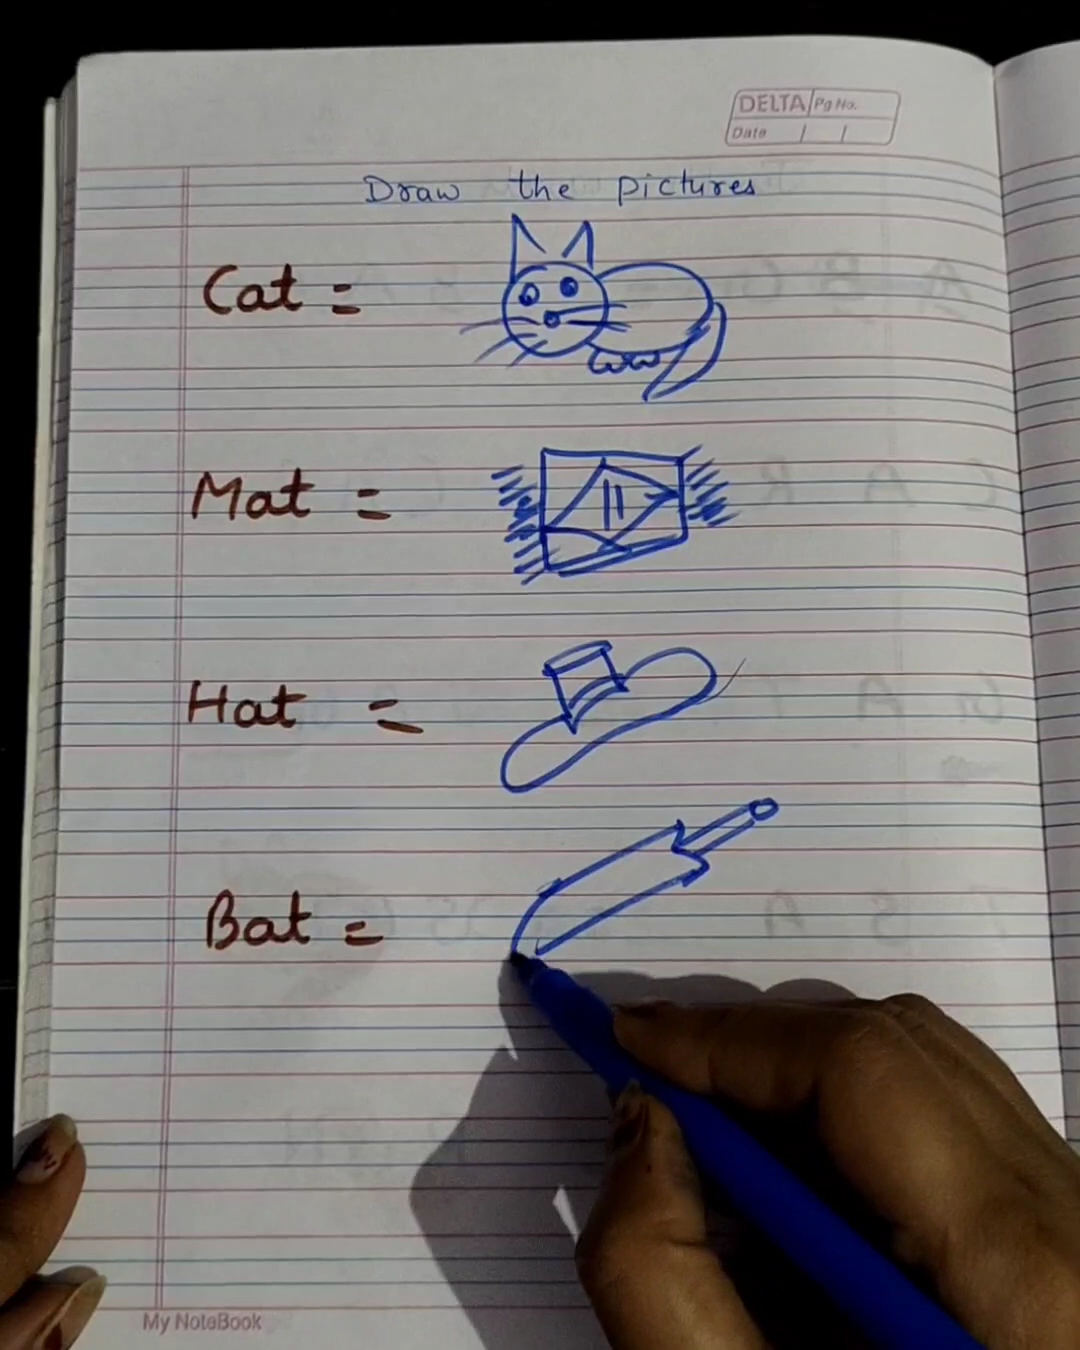 DELTA Pg No.
Date / /
Draw the pictures
Cat =
Mat =
Hat =
Bat =
My NoteBook